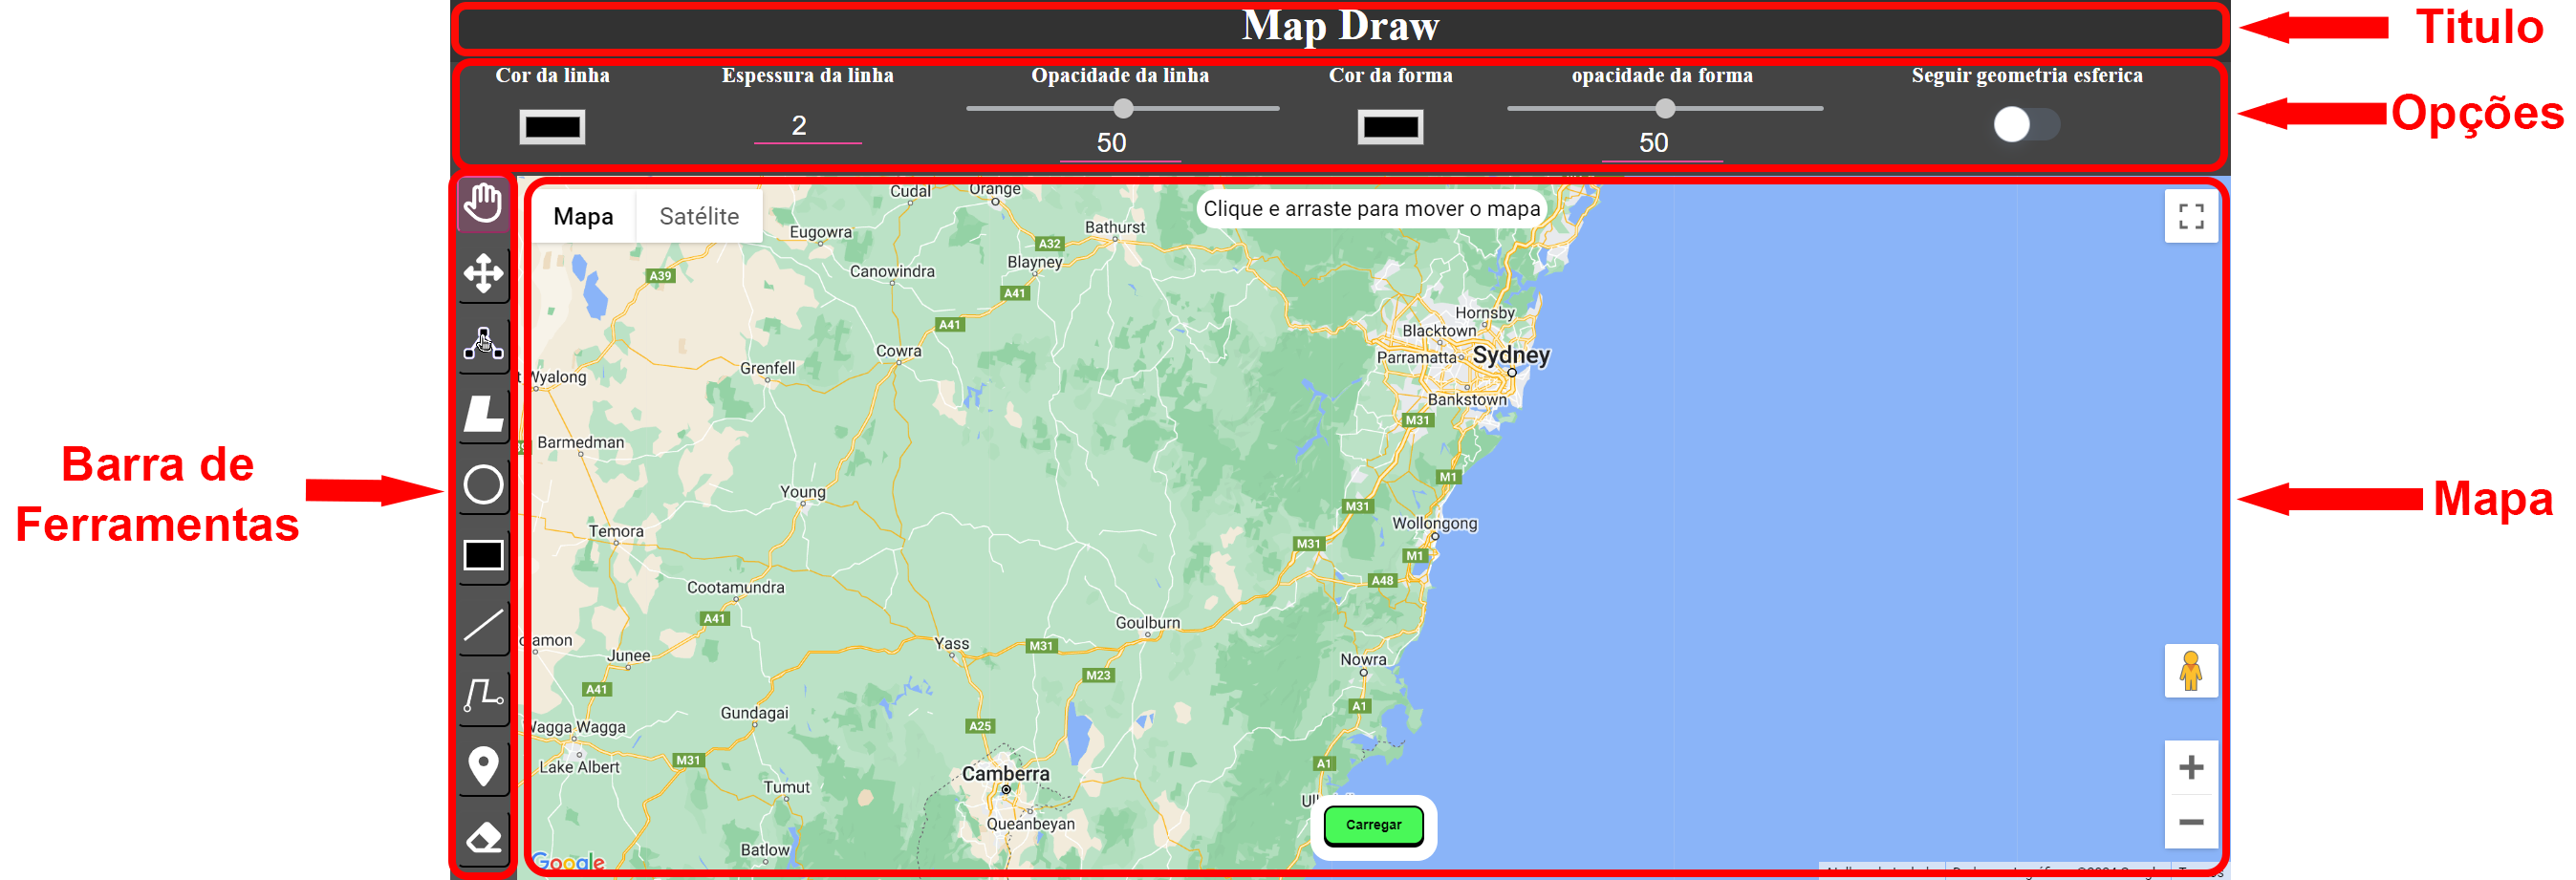 Map Draw
Titulo
Cor da linha
Espessura da linha
Opacidade da linha
Cor da forma
opacidade da forma
Seguir geometria esferica
2
50
50
Opções
Mapa
Satélite
Clique e arraste para mover o mapa
Cudal
Orange
Eugowra
Bathurst
A32
Blayney
Canowindra
A39
A41
A41
Hornsby
Blacktown
Cowra
Parramatta
Sydney
Grenfell
Wyalong
Bankstown
M31
Barmedman
Barra de
Ferramentas
M1
Young
M31
Mapa
Temora
Wollongong
M31
M1
A48
Cootamundra
A41
Goulburn
Yass
M31
Junee
Nowra
M23
A41
A1
Gundagai
A25
Wagga Wagga
M31
Lake Albert
A1
Camberra
Tumut
Queanbeyan
Carregar
Batlow
Google